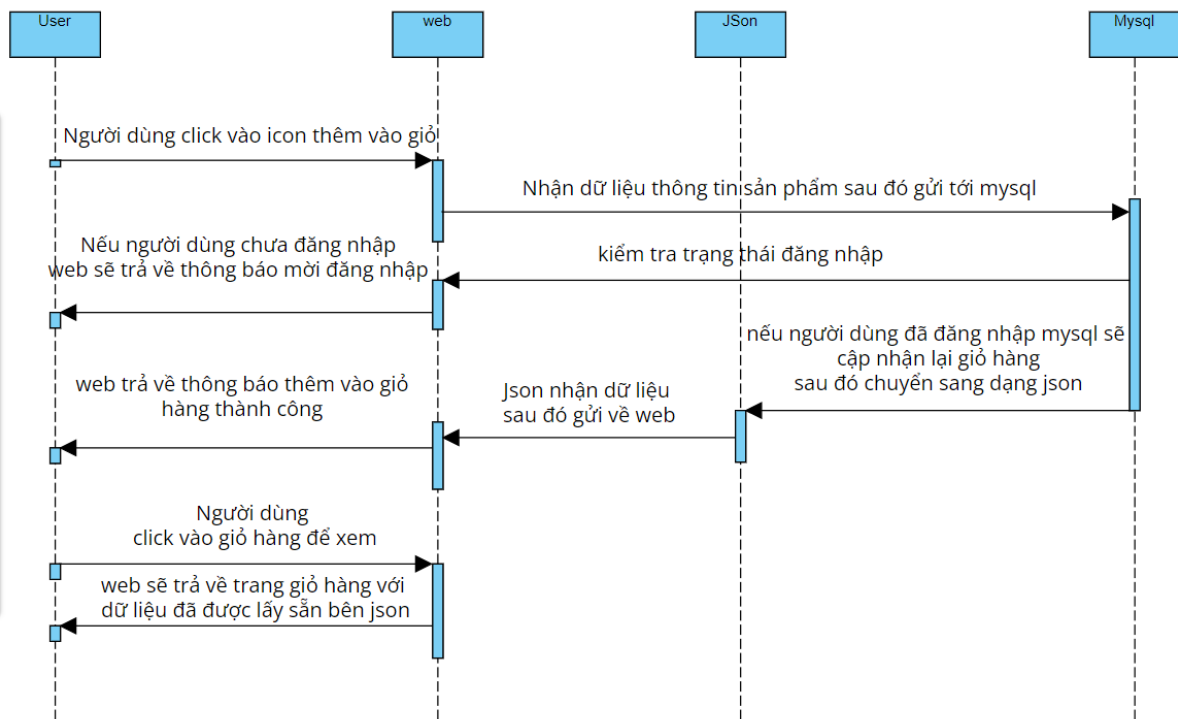 User
web
JSon
Mysql
Người dùng click vào icon thêm vào giỏ
Nhận dữ liệu thông tin sản phẩm sau đó gửi tới mysql
Nếu người dùng chưa đăng nhập
web sẽ trả về thông báo mời đăng nhập
kiểm tra trạng thái đăng nhập
nếu người dùng đã đăng nhập mysql sẽ
cập nhận lại giỏ hàng
sau đó chuyển sang dạng json
Json nhận dữ liệu
sau đó gửi về web
web trả về thông báo thêm vào giỏ
hàng thành công
Người dùng
click vào giỏ hàng để xem
web sẽ trả về trang giỏ hàng với
dữ liệu đã được lấy sẵn bên json